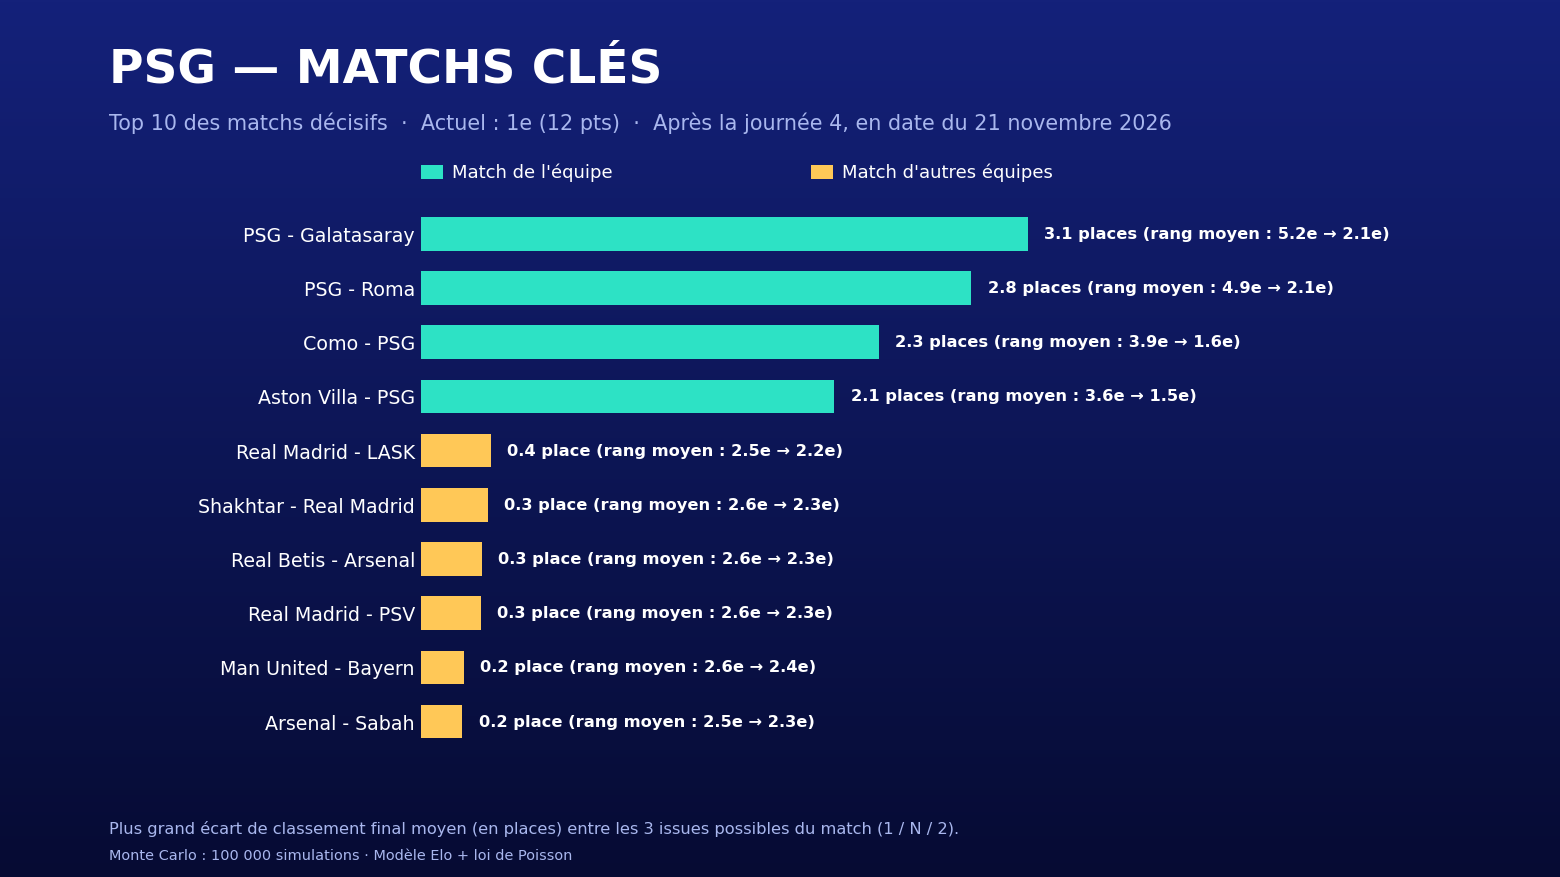 PSG — MATCHS CLÉS
Top 10 des matchs décisifs · Actuel : 1e (12 pts) · Après la journée 4, en date du 21 novembre 2026
Match de l'équipe
Match d'autres équipes
PSG - Galatasaray 3.1 places (rang moyen : 5.2e → 2.1e)
PSG - Roma 2.8 places (rang moyen : 4.9e → 2.1e)
Como - PSG 2.3 places (rang moyen : 3.9e → 1.6e)
Aston Villa - PSG 2.1 places (rang moyen : 3.6e → 1.5e)
Real Madrid - LASK 0.4 place (rang moyen : 2.5e → 2.2e)
Shakhtar - Real Madrid 0.3 place (rang moyen : 2.6e → 2.3e)
Real Betis - Arsenal 0.3 place (rang moyen : 2.6e → 2.3e)
Real Madrid - PSV 0.3 place (rang moyen : 2.6e → 2.3e)
Man United - Bayern 0.2 place (rang moyen : 2.6e → 2.4e)
Arsenal - Sabah 0.2 place (rang moyen : 2.5e → 2.3e)
Plus grand écart de classement final moyen (en places) entre les 3 issues possibles du match (1 / N / 2).
Monte Carlo : 100 000 simulations · Modèle Elo + loi de Poisson